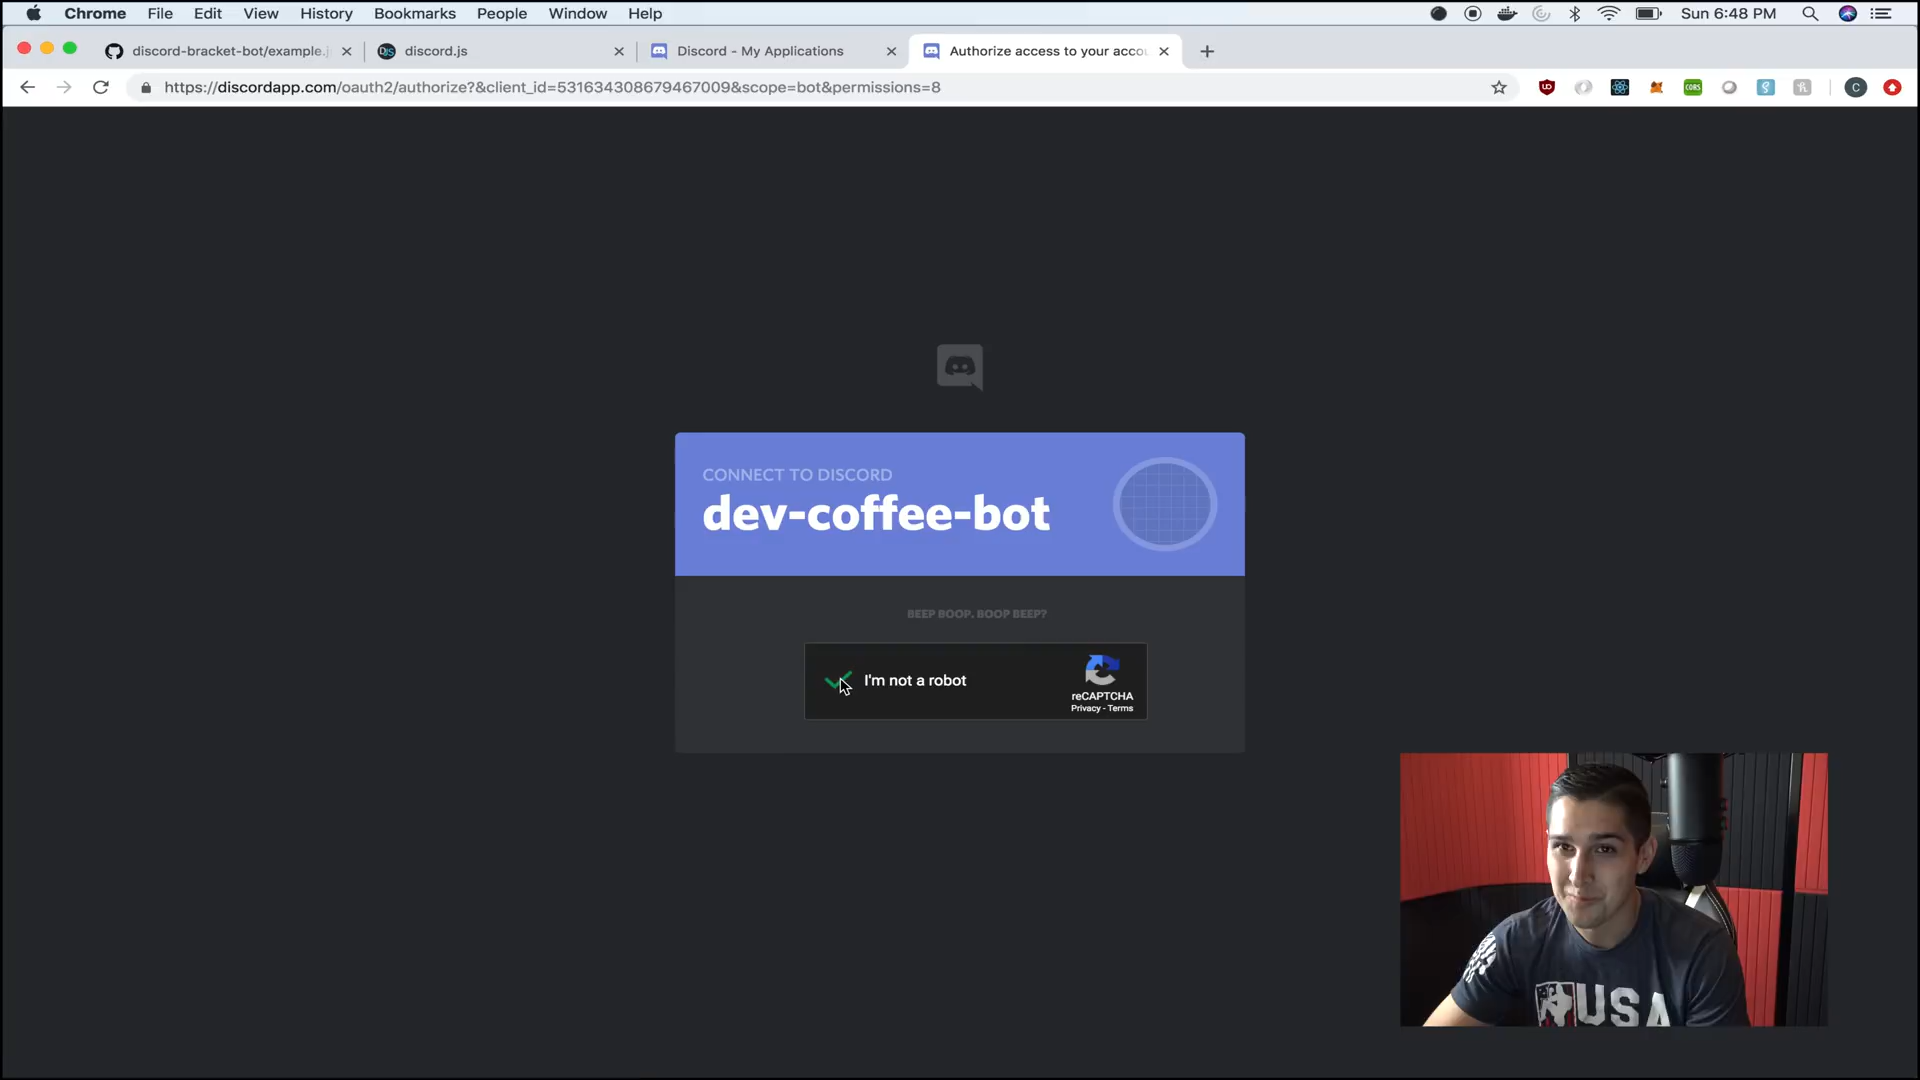 Chrome File Edit View History Bookmarks People Window Help Sun 6:48 PM
discord-bracket-bot/example.j discord.js Discord - My Applications Authorize access to your acco
https://discordapp.com/oauth2/authorize?&client_id=531634308679467009&scope=bot&permissions=8
UD CORS C
CONNECT TO DISCORD
dev-coffee-bot
BEEP BOOP. BOOP BEEP?
I'm not a robot
reCAPTCHA
Privacy - Terms
USA